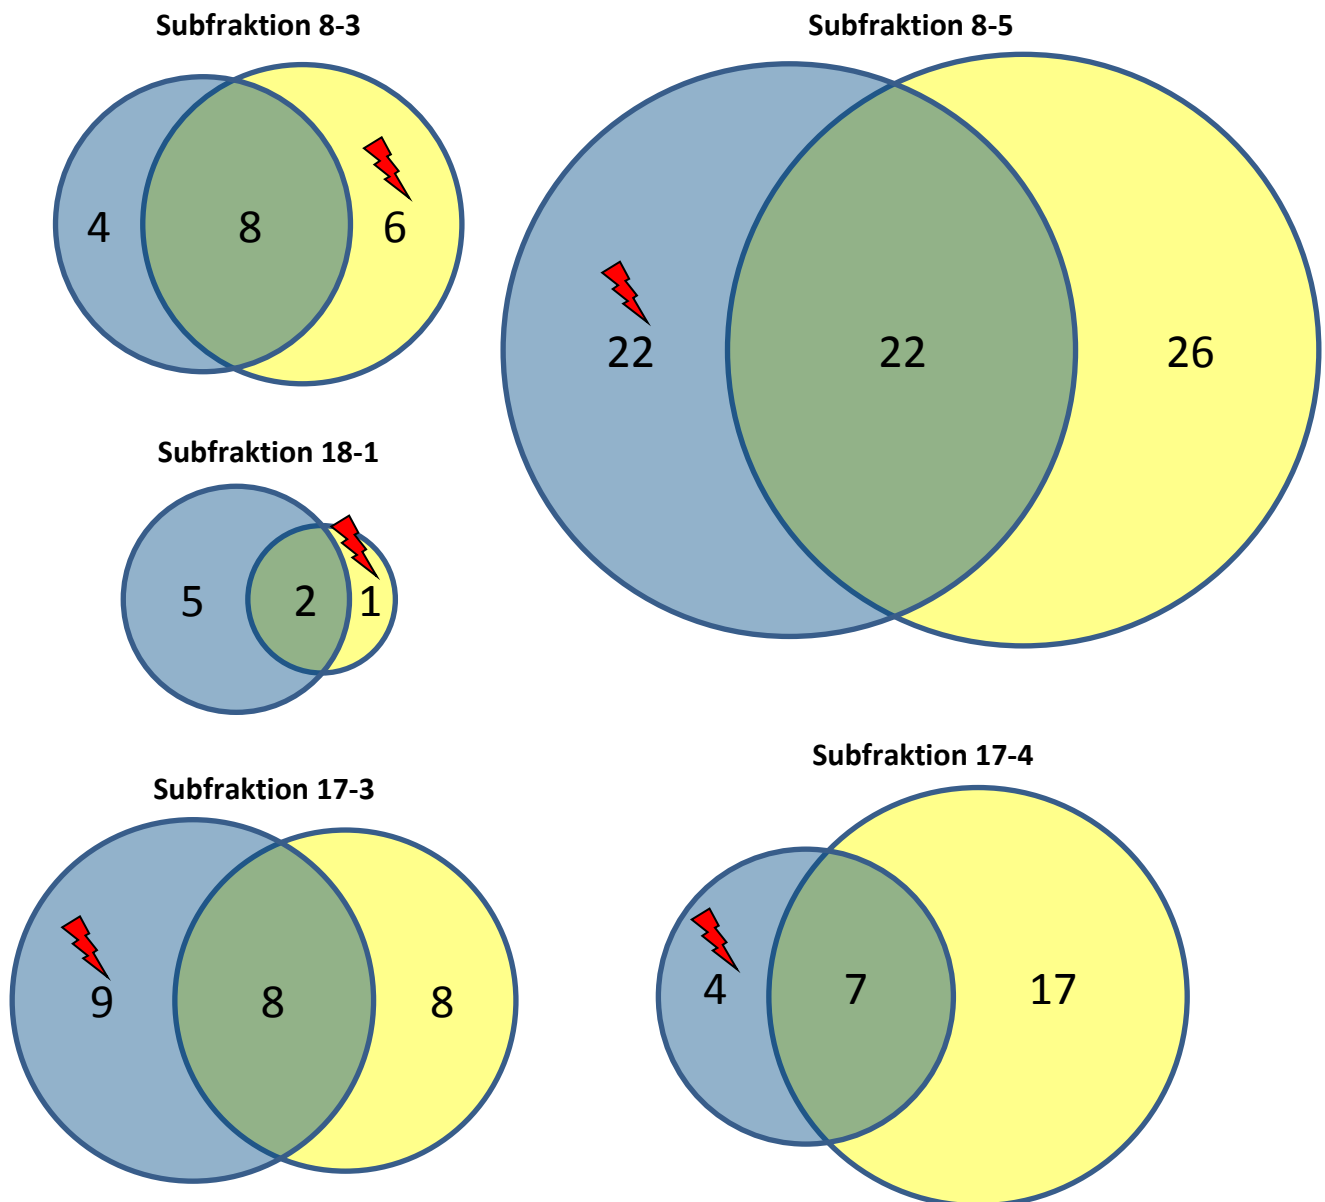 Subfraktion 8-3
4 8 6
Subfraktion 8-5
22 22 26
Subfraktion 18-1
5 2 1
Subfraktion 17-3
9 8 8
Subfraktion 17-4
4 7 17